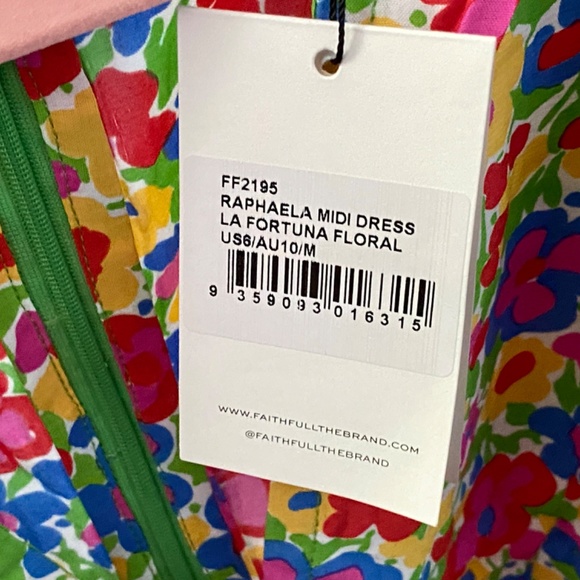 FF2195
RAPHAELA MIDI DRESS
LA FORTUNA FLORAL
US6/AU10/M
9 359093 016315
WWW.FAITHFULLTHEBRAND.COM
@FAITHFULLTHEBRAND